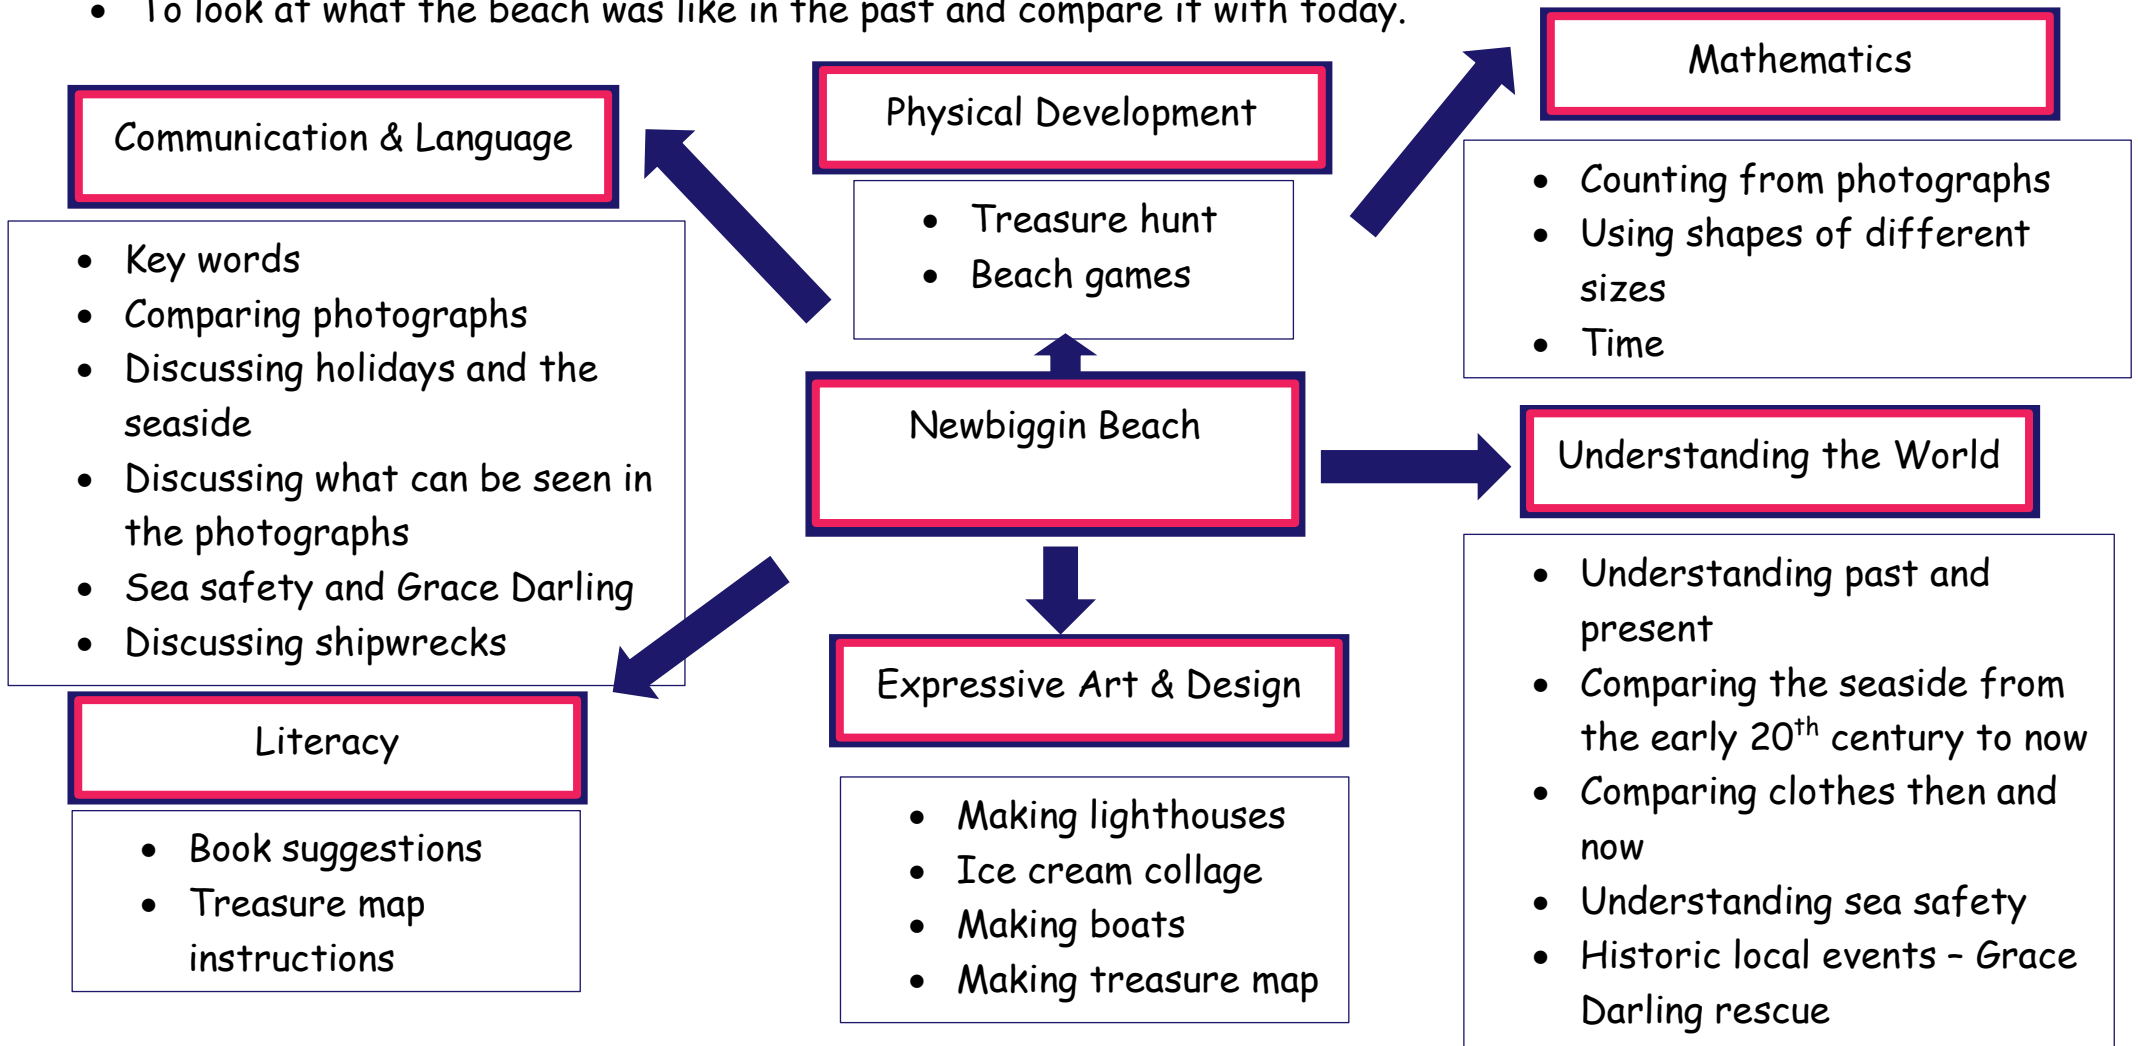 • To look at what the beach was like in the past and compare it with today.
Communication & Language
• Key words
• Comparing photographs
• Discussing holidays and the
seaside
• Discussing what can be seen in
the photographs
• Sea safety and Grace Darling
• Discussing shipwrecks
Physical Development
• Treasure hunt
• Beach games
Mathematics
• Counting from photographs
• Using shapes of different
sizes
• Time
Newbiggin Beach
Understanding the World
• Understanding past and
present
• Comparing the seaside from
the early 20th century to now
• Comparing clothes then and
now
• Understanding sea safety
• Historic local events – Grace
Darling rescue
Literacy
• Book suggestions
• Treasure map
instructions
Expressive Art & Design
• Making lighthouses
• Ice cream collage
• Making boats
• Making treasure map